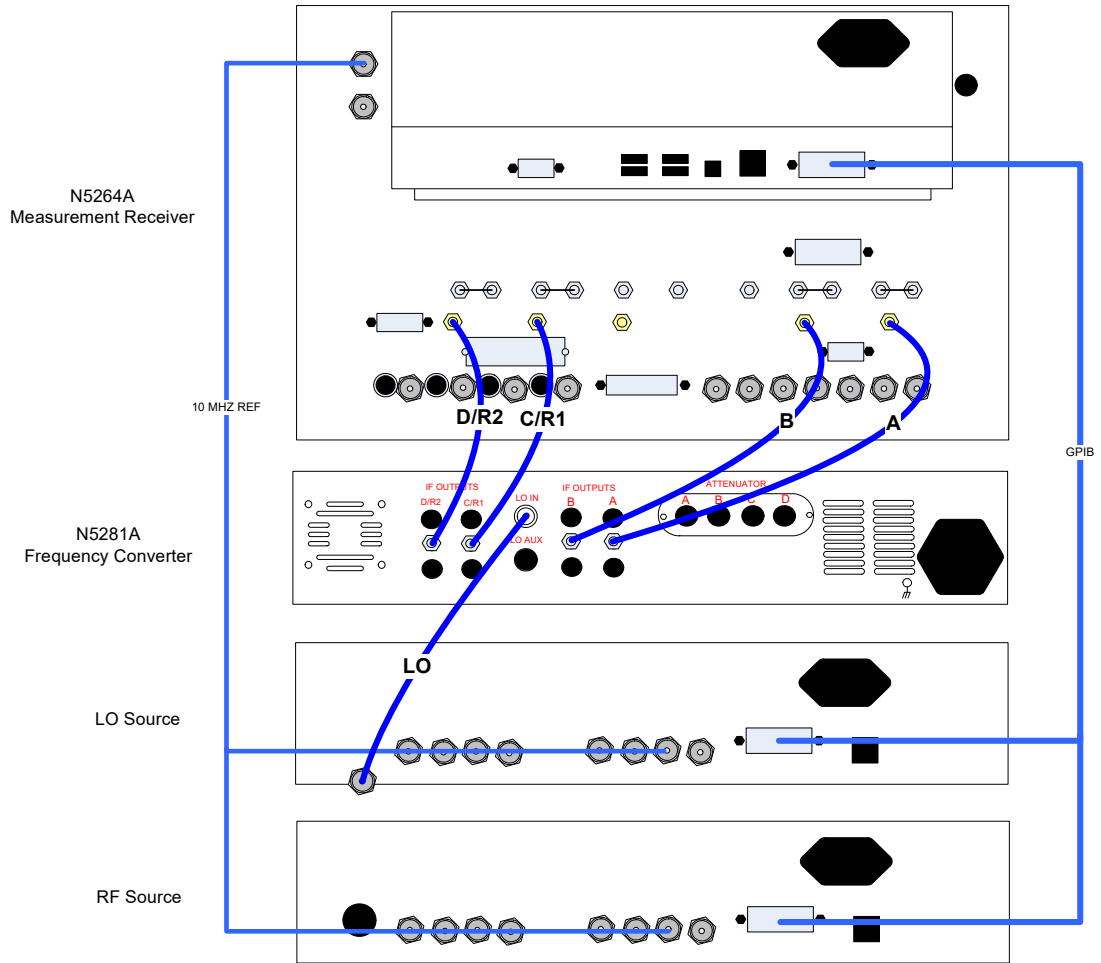 N5264A
Measurement Receiver
10 MHZ REF
D/R2
C/R1
B
A
GPIB
N5281A
Frequency Converter
IF OUTPUTS
D/R2
C/R1
LO IN
LO AUX
IF OUTPUTS
B
A
ATTENUATOR
A
B
C
D
LO
LO Source
RF Source